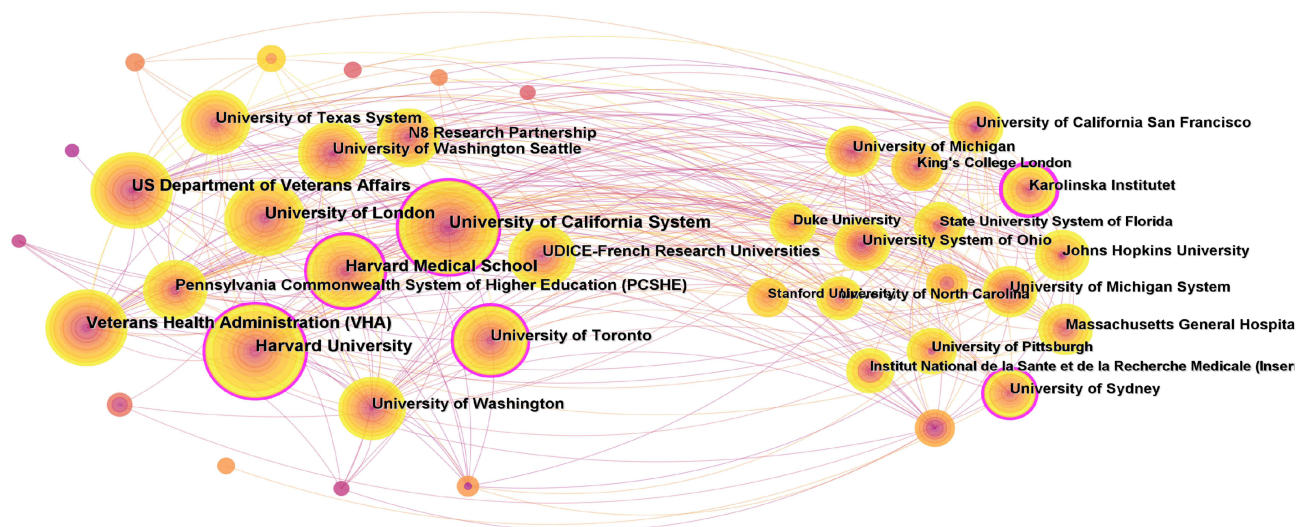 University of Texas System
N8 Research Partnership
University of Washington Seattle
US Department of Veterans Affairs
University of London
University of California System
UDICE-French Research Universities
Harvard Medical School
Pennsylvania Commonwealth System of Higher Education (PCSHE)
Veterans Health Administration (VHA)
Harvard University
University of Toronto
University of Washington
University of California San Francisco
University of Michigan
King's College London
Karolinska Institutet
Duke University
State University System of Florida
University System of Ohio
Johns Hopkins University
Stanford University
University of North Carolina
University of Michigan System
Massachusetts General Hospita
University of Pittsburgh
Institut National de la Sante et de la Recherche Medicale (Inser
University of Sydney